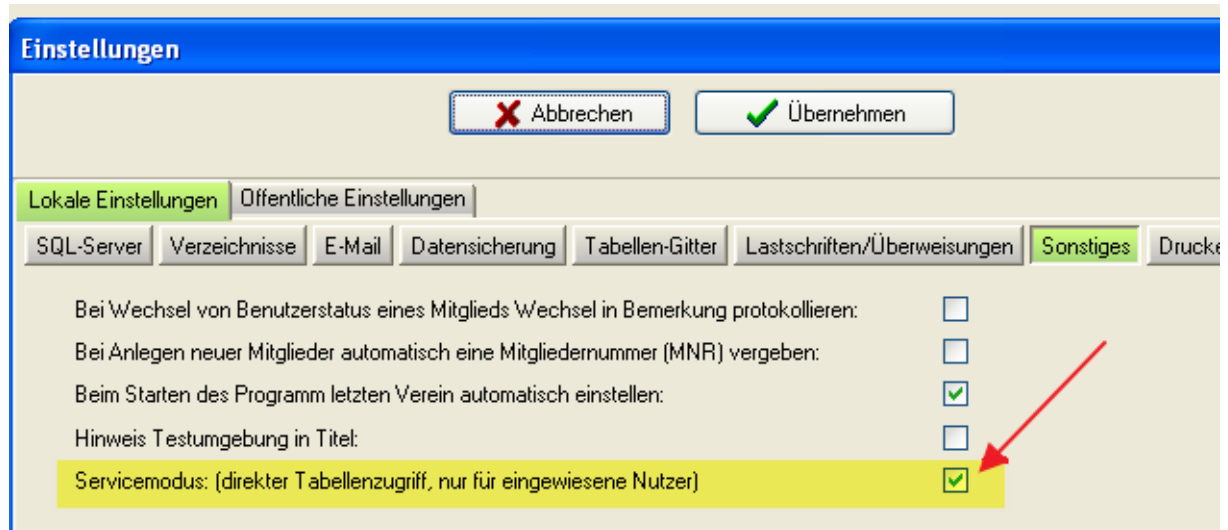 Einstellungen
Abbrechen Übernehmen
Lokale Einstellungen Öffentliche Einstellungen
SQL-Server Verzeichnisse E-Mail Datensicherung Tabellen-Gitter Lastschriften/Überweisungen Sonstiges Drucke
Bei Wechsel von Benutzerstatus eines Mitglieds Wechsel in Bemerkung protokollieren:
Bei Anlegen neuer Mitglieder automatisch eine Mitgliedernummer (MNR) vergeben:
Beim Starten des Programm letzten Verein automatisch einstellen:
Hinweis Testumgebung in Titel:
Servicemodus: (direkter Tabellenzugriff, nur für eingewiesene Nutzer)